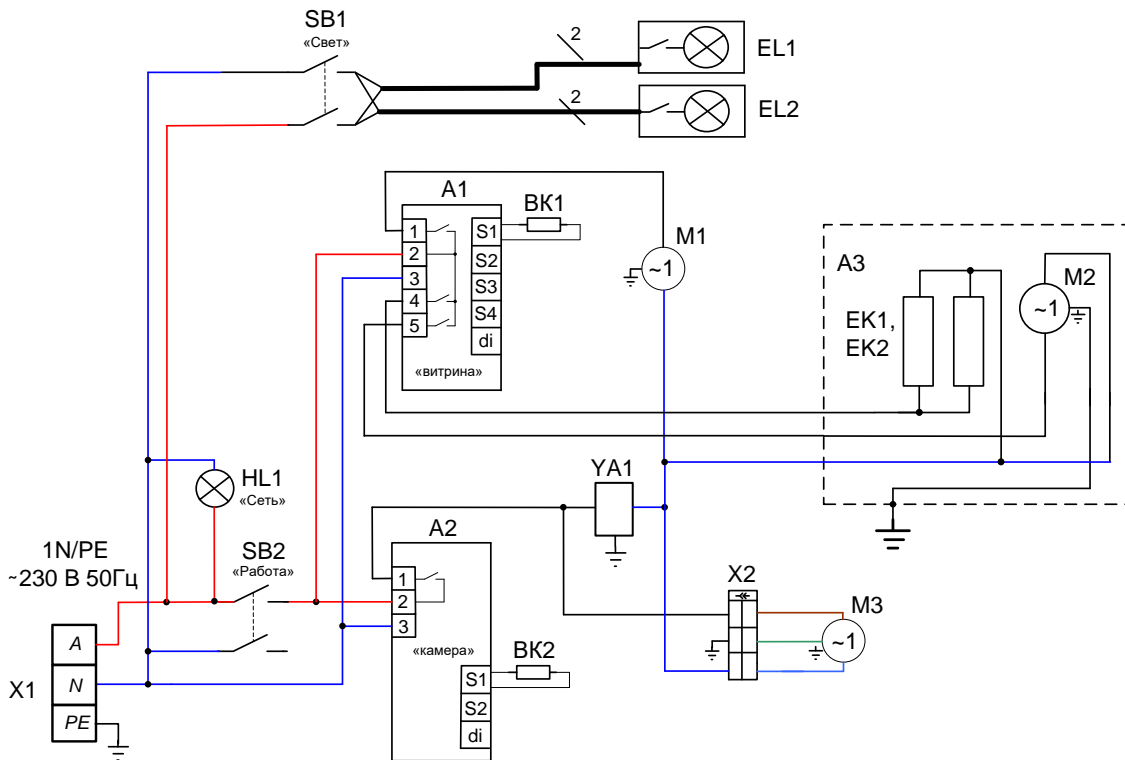 SB1
«Свет»
2
EL1
2
EL2
A1
1
2
3
4
5
S1
S2
S3
S4
di
«витрина»
ВК1
M1
~1
A3
EK1,
EK2
M2
~1
HL1
«Сеть»
YA1
1N/PE
~230 В 50Гц
SB2
«Работа»
A2
1
2
3
«камера»
S1
S2
di
ВК2
X2
M3
~1
X1
A
N
PE